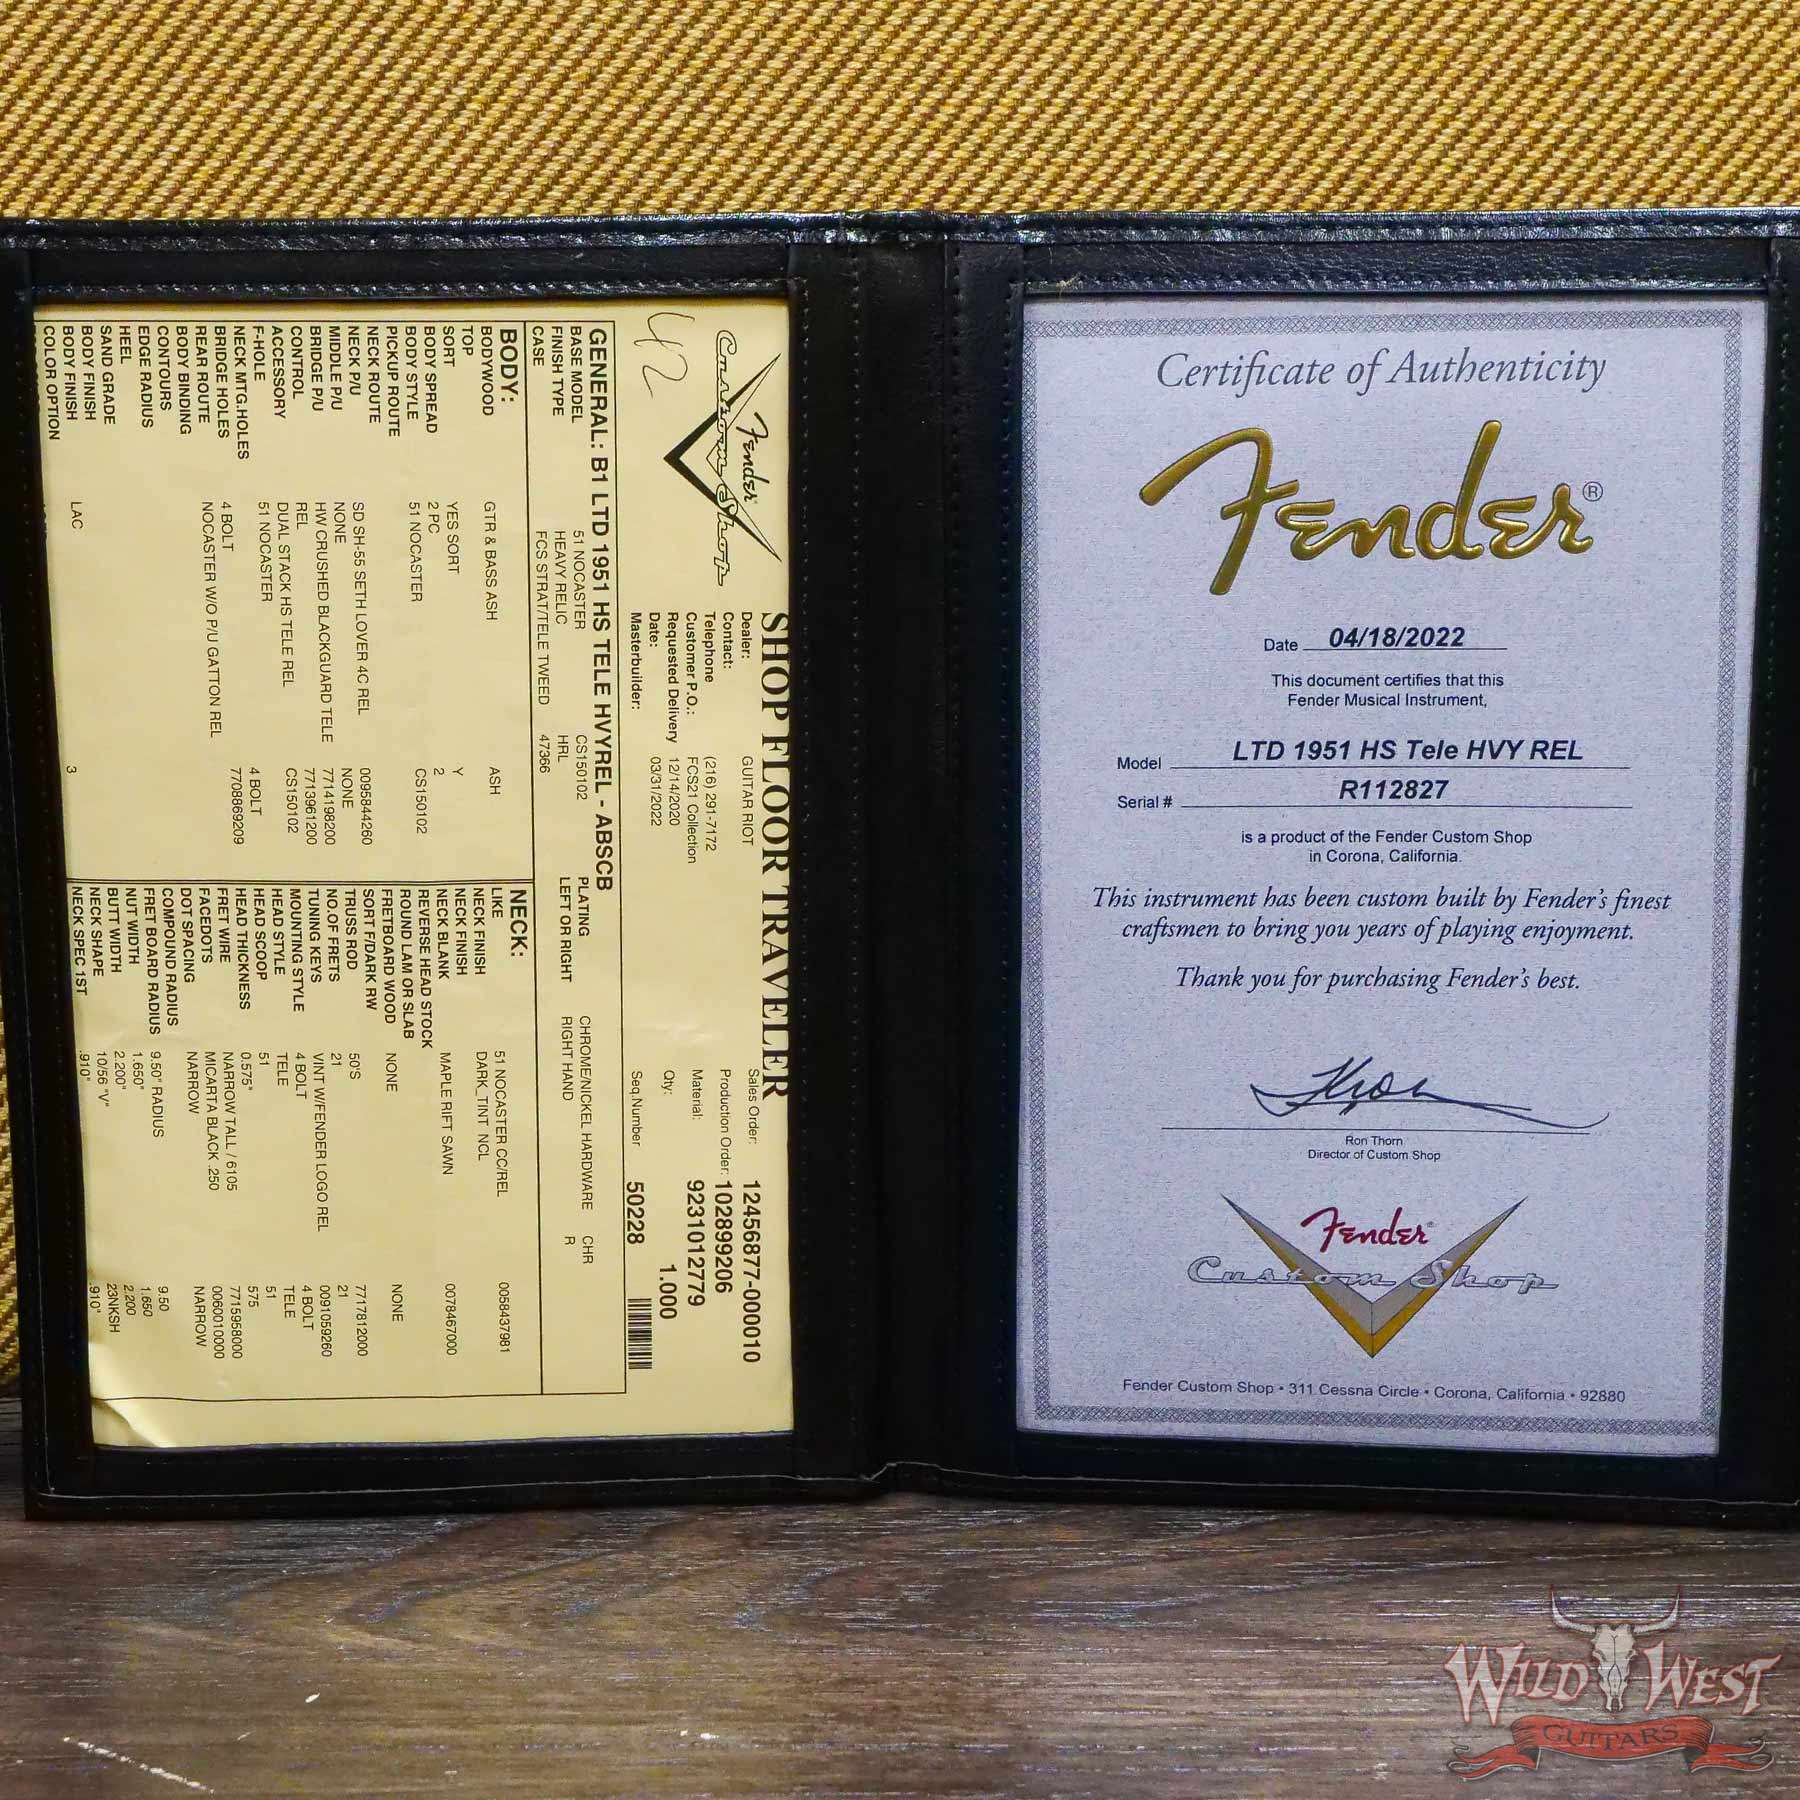 Fender
Custom Shop
42
SHOP FLOOR TRAVELER
Dealer: GUITAR RIOT
Contact:
Telephone (216) 291-7172
Customer P.O.: FCS21 Collection
Requested Delivery 12/14/2020
Date: 03/31/2022
Masterbuilder:
Sales Order: 12456877-000010
Production Order: 102899206
Material: 9231012779
Qty: 1.000
Seq.Number 50228
GENERAL: B1 LTD 1951 HS TELE HVYREL - ABSCB
BASE MODEL 51 NOCASTER CS150102 PLATING CHROME/NICKEL HARDWARE CHR
FINISH TYPE HEAVY RELIC HRL LEFT OR RIGHT RIGHT HAND R
CASE FCS STRAT/TELE TWEED 47366
BODY:
BODYWOOD GTR & BASS ASH ASH
TOP
SORT YES SORT Y
BODY SPREAD 2 PC 2
BODY STYLE 51 NOCASTER CS150102
PICKUP ROUTE
NECK ROUTE
NECK P/U SD SH-55 SETH LOVER 4C REL 0095844260
MIDDLE P/U NONE NONE
BRIDGE P/U HW CRUSHED BLACKGUARD TELE REL 7714198200
CONTROL DUAL STACK HS TELE REL 7713961200
ACCESSORY 51 NOCASTER CS150102
F-HOLE
NECK MTG.HOLES 4 BOLT 4 BOLT
BRIDGE HOLES NOCASTER W/O P/U GATTON REL 7708869209
REAR ROUTE
BODY BINDING
CONTOURS
EDGE RADIUS
HEEL
SAND GRADE
BODY FINISH
BODY FINISH LAC 3
COLOR OPTION
NECK:
LIKE 51 NOCASTER CC/REL 0058437981
NECK FINISH DARK_TINT NCL
NECK FINISH
NECK BLANK MAPLE RIFT SAWN 0078467000
REVERSE HEAD STOCK
ROUND LAM OR SLAB
FRETBOARD WOOD NONE NONE
SORT F/DARK RW
TRUSS ROD 50'S 7717812000
NO.OF FRETS 21 21
TUNING KEYS VINT W/FENDER LOGO REL 0091059260
MOUNTING STYLE 4 BOLT 4 BOLT
HEAD STYLE TELE TELE
HEAD SCOOP 51 51
HEAD THICKNESS 0.575" 575
FRET WIRE NARROW TALL / 6105 7715958000
FACEDOTS MICARTA BLACK .250 0060010000
DOT SPACING NARROW NARROW
COMPOUND RADIUS
FRET BOARD RADIUS 9.50" RADIUS 9.50
NUT WIDTH 1.650" 1.650
BUTT WIDTH 2.200" 2.200
NECK SHAPE 10/56 "V" 23NKSH
NECK SPEC 1ST .910" .910"
Certificate of Authenticity
Fender®
Date 04/18/2022
This document certifies that this
Fender Musical Instrument,
Model LTD 1951 HS Tele HVY REL
Serial # R112827
is a product of the Fender Custom Shop
in Corona, California.
This instrument has been custom built by Fender's finest
craftsmen to bring you years of playing enjoyment.
Thank you for purchasing Fender's best.
Ron Thorn
Director of Custom Shop
Fender
Custom Shop
Fender Custom Shop • 311 Cessna Circle • Corona, California • 92880
WILD WEST
GUITARS